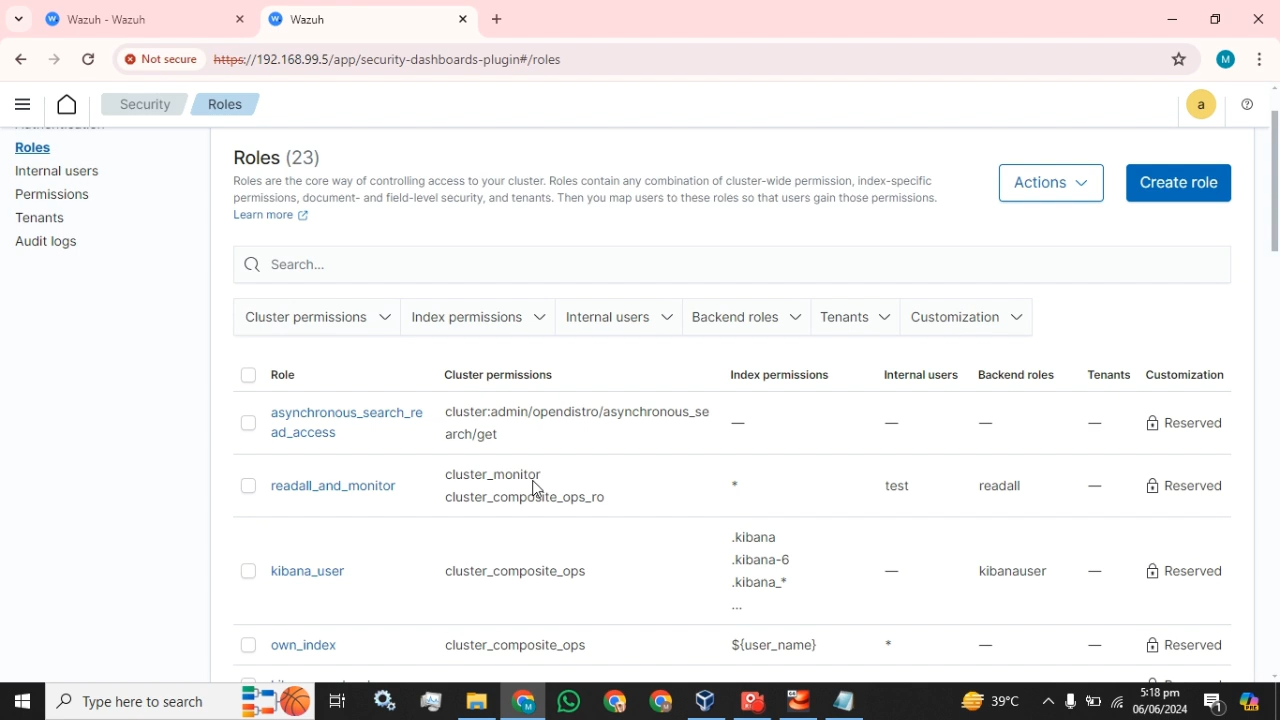 Wazuh - Wazuh
Wazuh
Not secure https://192.168.99.5/app/security-dashboards-plugin#/roles
M
Security Roles
a
Roles
Internal users
Permissions
Tenants
Audit logs
Roles (23)
Roles are the core way of controlling access to your cluster. Roles contain any combination of cluster-wide permission, index-specific
permissions, document- and field-level security, and tenants. Then you map users to these roles so that users gain those permissions.
Learn more
Actions
Create role
Search...
Cluster permissions Index permissions Internal users Backend roles Tenants Customization
Role Cluster permissions Index permissions Internal users Backend roles Tenants Customization
asynchronous_search_re
ad_access
cluster:admin/opendistro/asynchronous_se
arch/get
— — — — Reserved
readall_and_monitor
cluster_monitor
cluster_composite_ops_ro
* test readall — Reserved
kibana_user cluster_composite_ops
.kibana
.kibana-6
.kibana_*
...
— kibanauser — Reserved
own_index cluster_composite_ops ${user_name} * — — Reserved
Type here to search
39°C
5:18 pm
06/06/2024